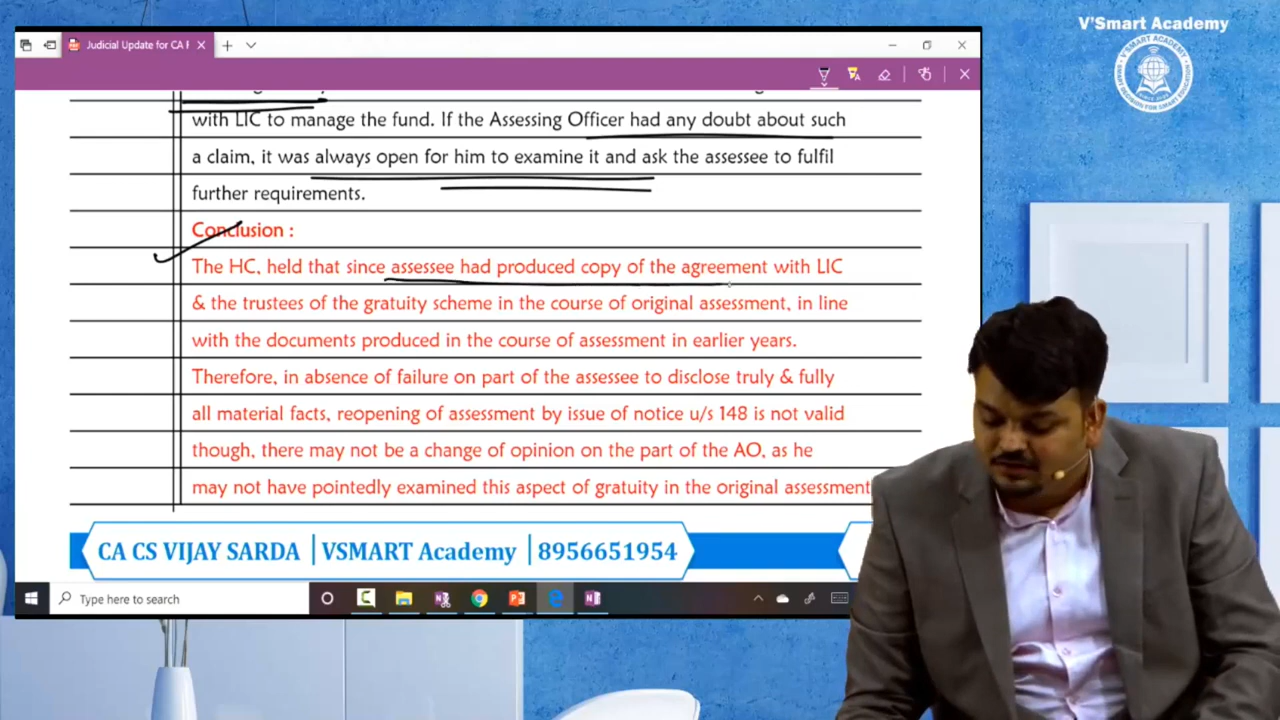 V'Smart Academy
Judicial Update for CA F
with LIC to manage the fund. If the Assessing Officer had any doubt about such
a claim, it was always open for him to examine it and ask the assessee to fulfil
further requirements.
Conclusion :
The HC, held that since assessee had produced copy of the agreement with LIC
& the trustees of the gratuity scheme in the course of original assessment, in line
with the documents produced in the course of assessment in earlier years.
Therefore, in absence of failure on part of the assessee to disclose truly & fully
all material facts, reopening of assessment by issue of notice u/s 148 is not valid
though, there may not be a change of opinion on the part of the AO, as he
may not have pointedly examined this aspect of gratuity in the original assessment
CA CS VIJAY SARDA | VSMART Academy | 8956651954
Type here to search